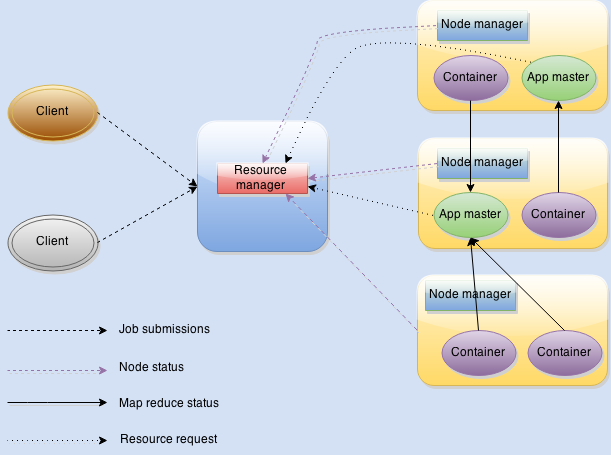 Node manager
Container
App master
Client
Resource
manager
Node manager
App master
Container
Client
Node manager
Container
Container
Job submissions
Node status
Map reduce status
Resource request